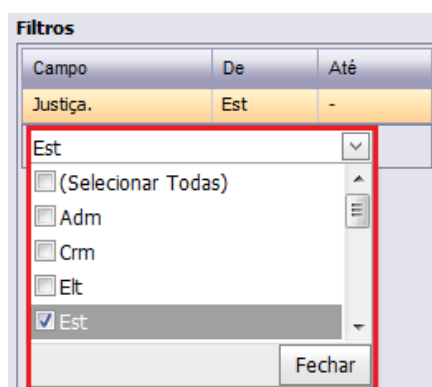 Filtros
Campo De Até
Justiça. Est -
Est
(Selecionar Todas)
Adm
Crm
Elt
Est
Fechar